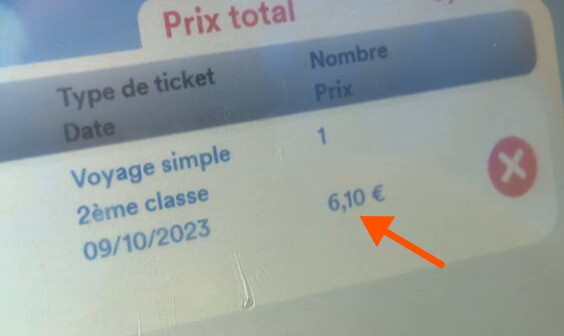 Prix total
Type de ticket
Date
Nombre
Prix
Voyage simple
2ème classe
09/10/2023
1
6,10 €